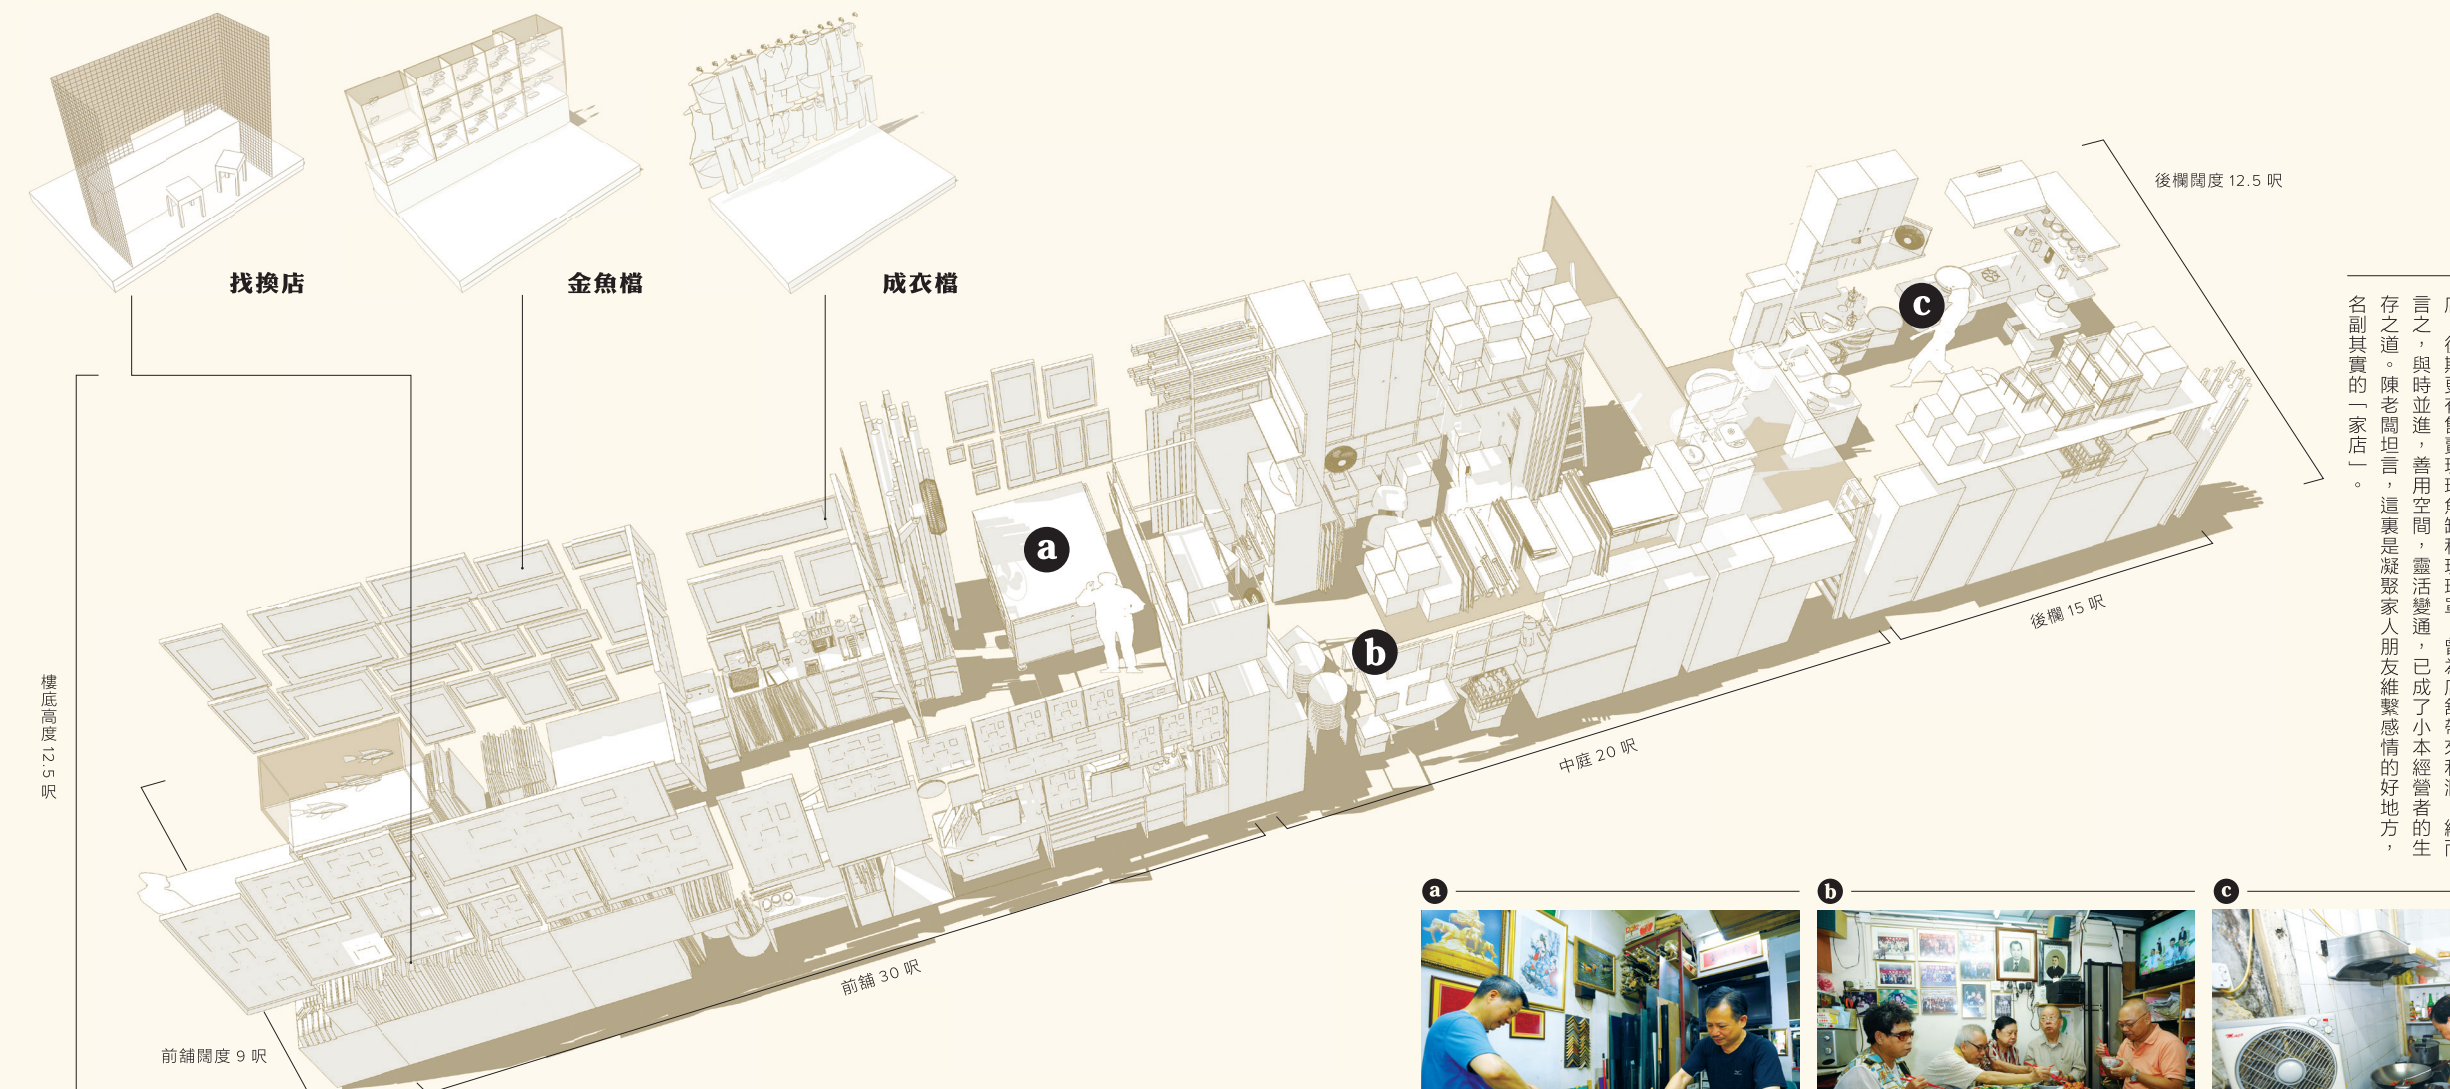 找換店
金魚檔
成衣檔
後欄闊度 12.5 呎
言之，與時並進，善用空間，靈活變通，已成了小本經營者的生
存之道。陳老闆坦言，這裏是凝聚家人朋友維繫感情的好地方，
名副其實的「家店」。
c
a
b
後欄 15 呎
中庭 20 呎
前舖 30 呎
樓底高度 12.5 呎
前舖闊度 9 呎
a
b
c